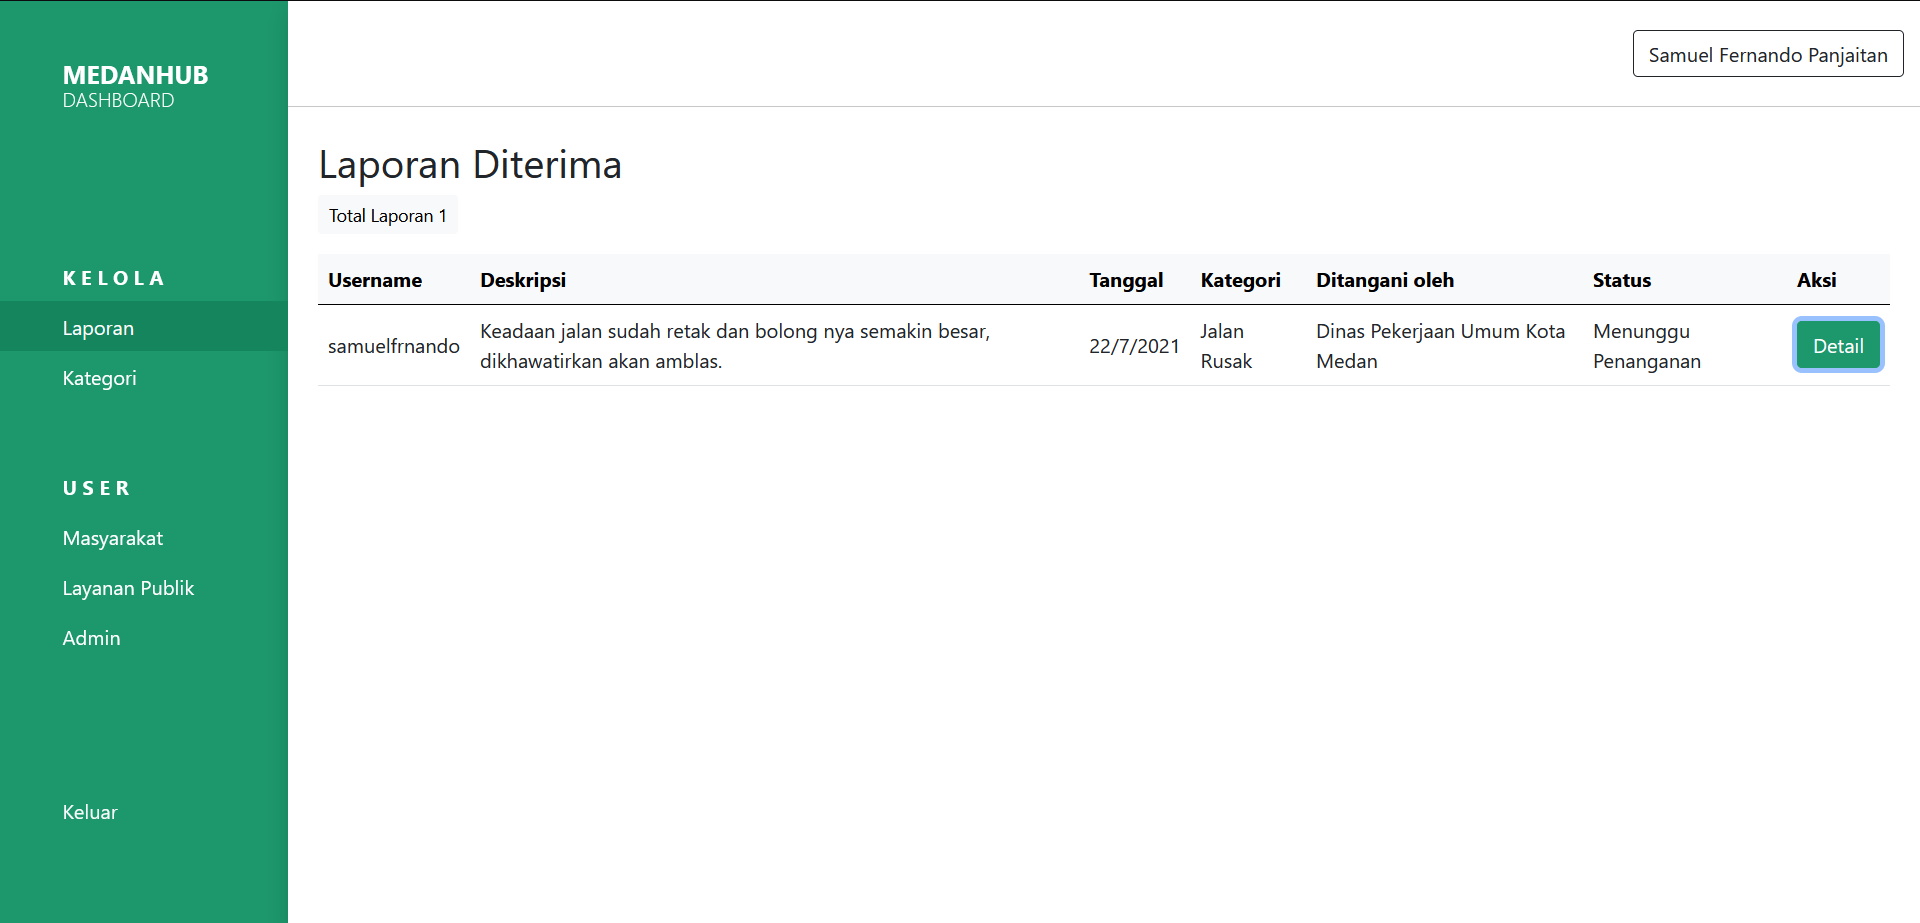 MEDANHUB
DASHBOARD
KELOLA
Laporan
Kategori
USER
Masyarakat
Layanan Publik
Admin
Keluar
Samuel Fernando Panjaitan
Laporan Diterima
Total Laporan 1
Username Deskripsi Tanggal Kategori Ditangani oleh Status Aksi
samuelfrnando
Keadaan jalan sudah retak dan bolong nya semakin besar,
dikhawatirkan akan amblas.
22/7/2021
Jalan
Rusak
Dinas Pekerjaan Umum Kota
Medan
Menunggu
Penanganan
Detail